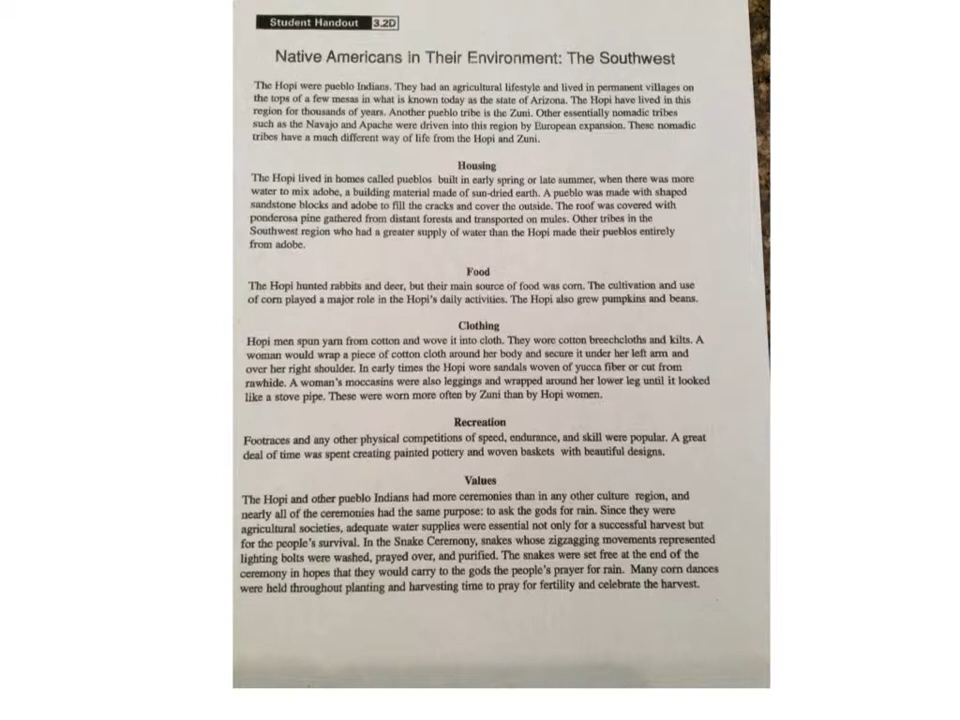 Student Handout 3.2D
Native Americans in Their Environment: The Southwest
The Hopi were pueblo Indians. They had an agricultural lifestyle and lived in permanent villages on
the tops of a few mesas in what is known today as the state of Arizona. The Hopi have lived in this
region for thousands of years. Another pueblo tribe is the Zuni. Other essentially nomadic tribes
such as the Navajo and Apache were driven into this region by European expansion. These nomadic
tribes have a much different way of life from the Hopi and Zuni.
Housing
The Hopi lived in homes called pueblos built in early spring or late summer, when there was more
water to mix adobe, a building material made of sun-dried earth. A pueblo was made with shaped
sandstone blocks and adobe to fill the cracks and cover the outside. The roof was covered with
ponderosa pine gathered from distant forests and transported on mules. Other tribes in the
Southwest region who had a greater supply of water than the Hopi made their pueblos entirely
from adobe.
Food
The Hopi hunted rabbits and deer, but their main source of food was corn. The cultivation and use
of corn played a major role in the Hopi's daily activities. The Hopi also grew pumpkins and beans.
Clothing
Hopi men spun yarn from cotton and wove it into cloth. They wore cotton breechcloths and kilts. A
woman would wrap a piece of cotton cloth around her body and secure it under her left arm and
over her right shoulder. In early times the Hopi wore sandals woven of yucca fiber or cut from
rawhide. A woman's moccasins were also leggings and wrapped around her lower leg until it looked
like a stove pipe. These were worn more often by Zuni than by Hopi women.
Recreation
Footraces and any other physical competitions of speed, endurance, and skill were popular. A great
deal of time was spent creating painted pottery and woven baskets with beautiful designs.
Values
The Hopi and other pueblo Indians had more ceremonies than in any other culture region, and
nearly all of the ceremonies had the same purpose: to ask the gods for rain. Since they were
agricultural societies, adequate water supplies were essential not only for a successful harvest but
for the people's survival. In the Snake Ceremony, snakes whose zigzagging movements represented
lighting bolts were washed, prayed over, and purified. The snakes were set free at the end of the
ceremony in hopes that they would carry to the gods the people's prayer for rain. Many corn dances
were held throughout planting and harvesting time to pray for fertility and celebrate the harvest.